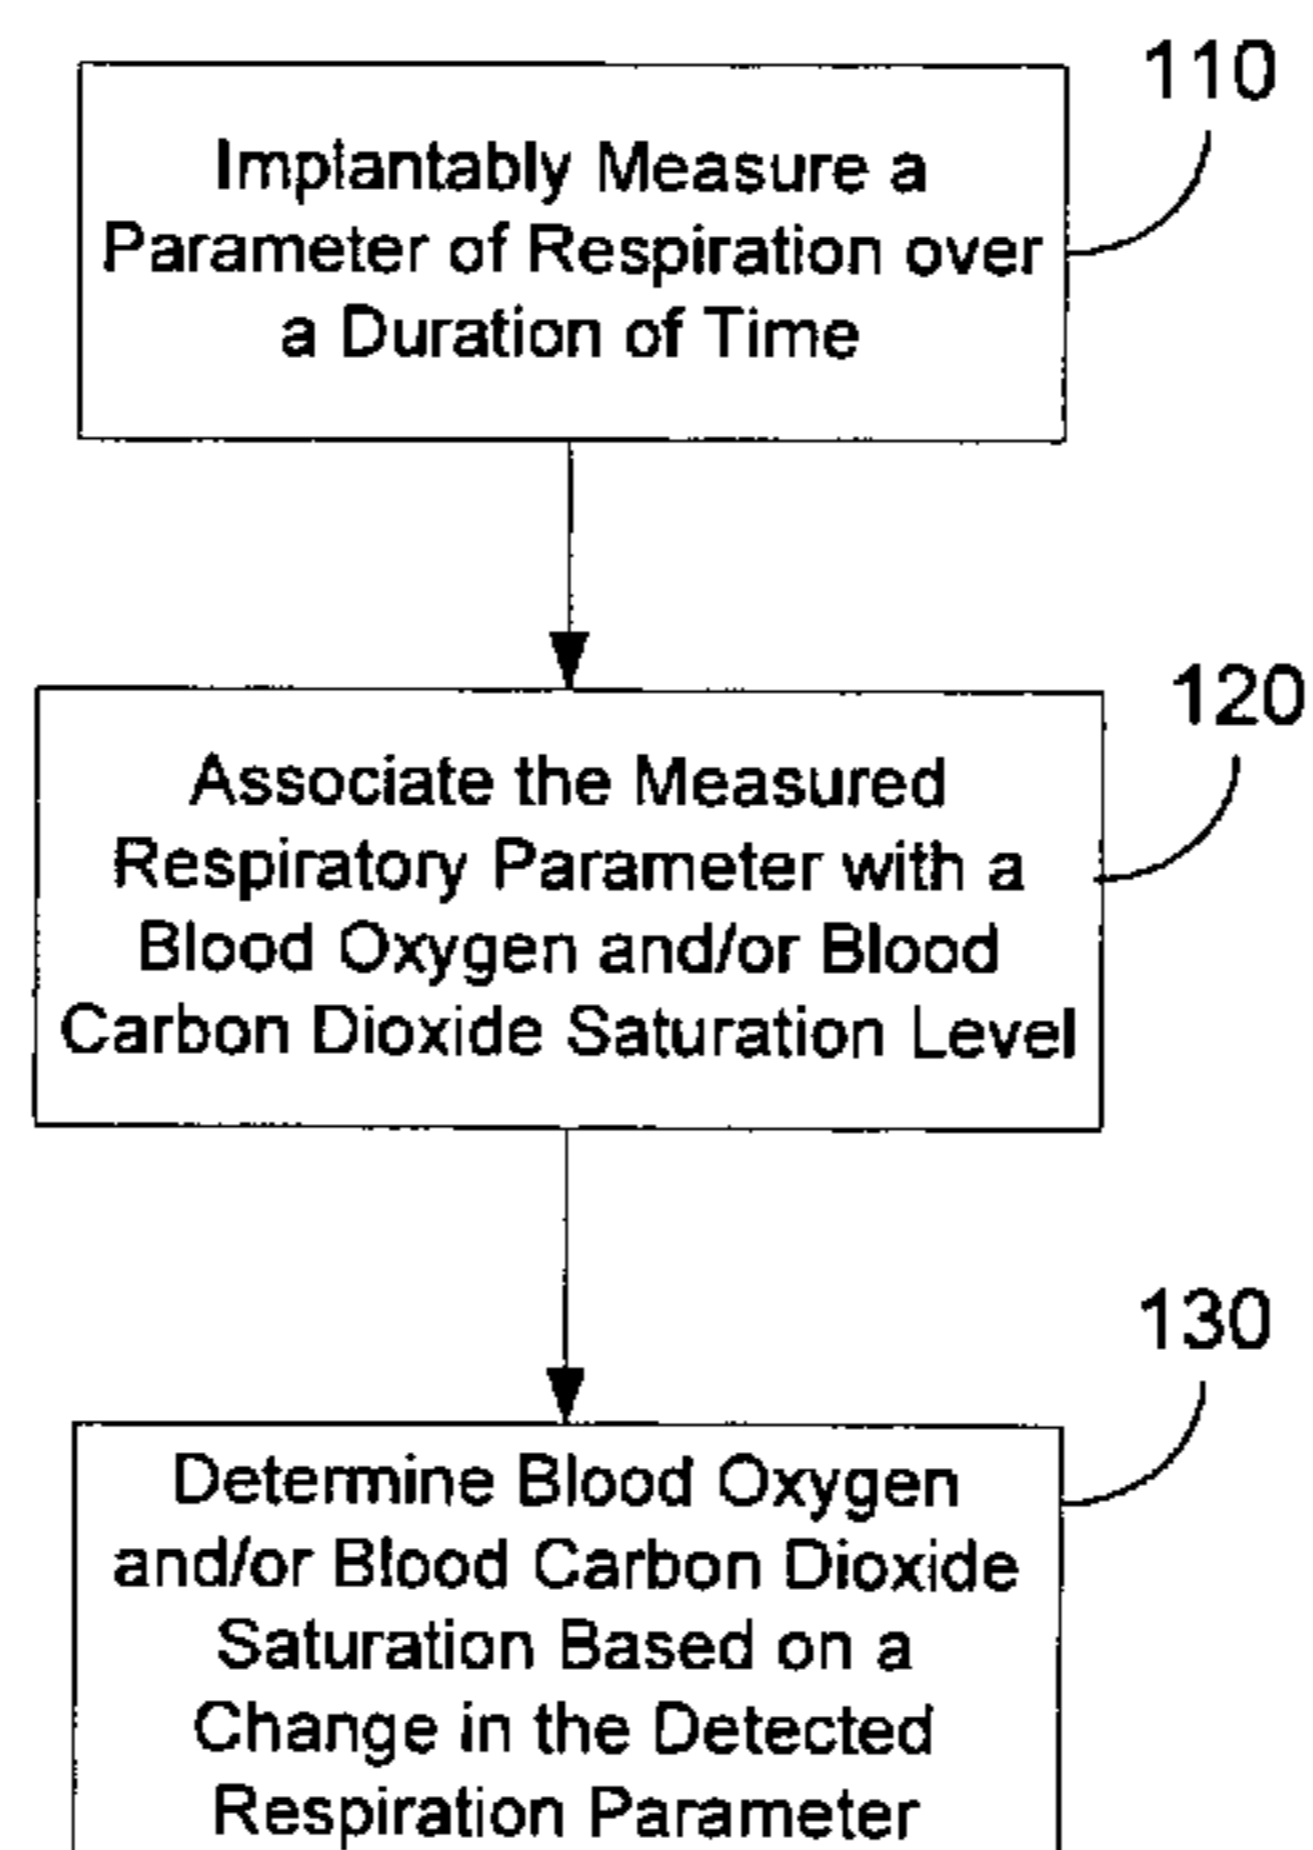 110
Implantably Measure a
Parameter of Respiration over
a Duration of Time
120
Associate the Measured
Respiratory Parameter with a
Blood Oxygen and/or Blood
Carbon Dioxide Saturation Level
130
Determine Blood Oxygen
and/or Blood Carbon Dioxide
Saturation Based on a
Change in the Detected
Respiration Parameter